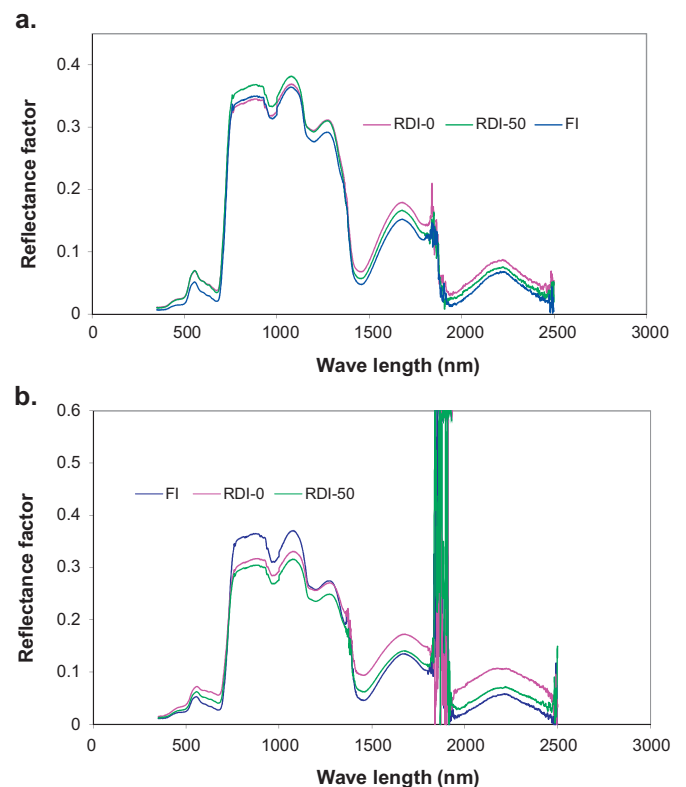 a.
0.4
0.3
0.2
0.1
0
Reflectance factor
RDI-0 RDI-50 FI
0 500 1000 1500 2000 2500 3000
Wave length (nm)
b.
0.6
0.5
0.4
0.3
0.2
0.1
0
Reflectance factor
FI RDI-0 RDI-50
0 500 1000 1500 2000 2500 3000
Wave length (nm)